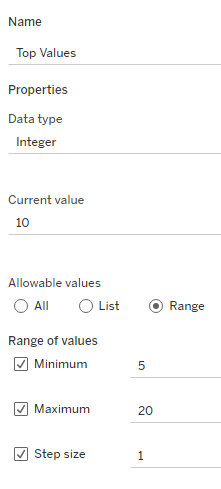 Name
Top Values
Properties
Data type
Integer
Current value
10
Allowable values
All List Range
Range of values
Minimum 5
Maximum 20
Step size 1